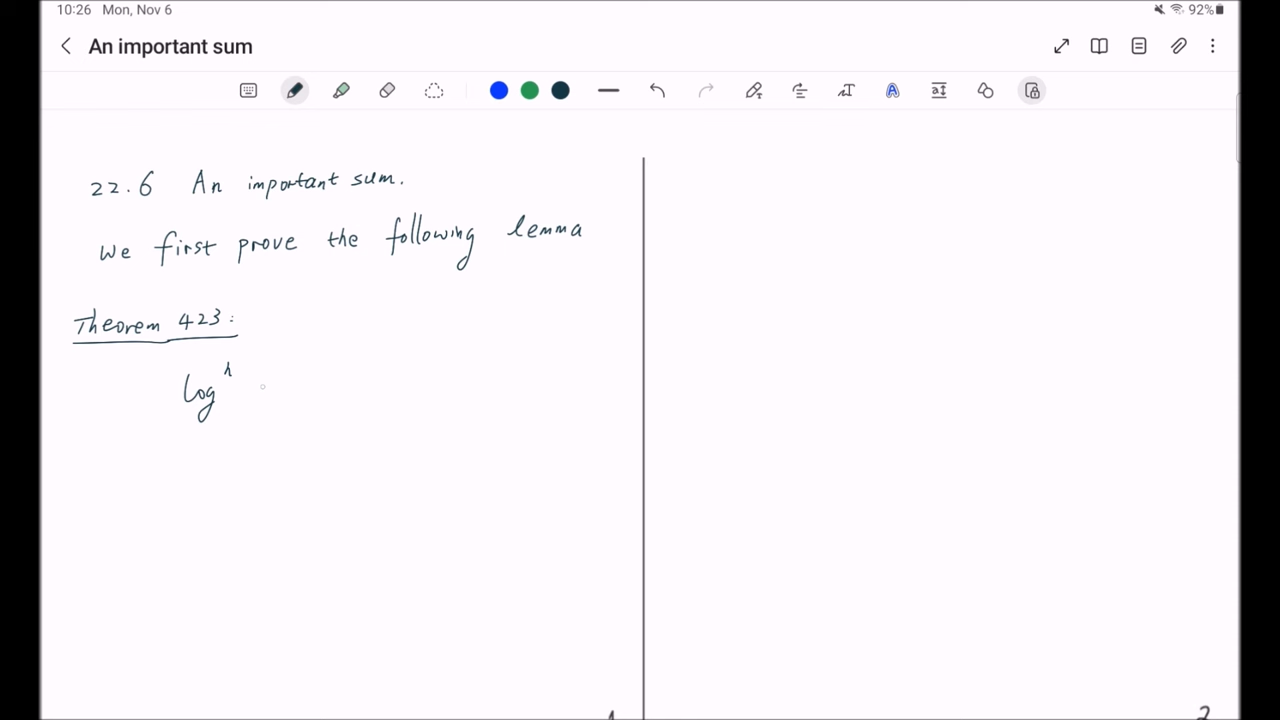 10:26 Mon, Nov 6
92%
An important sum
22.6 An important sum.
We first prove the following lemma
Theorem 423:
log^h
2